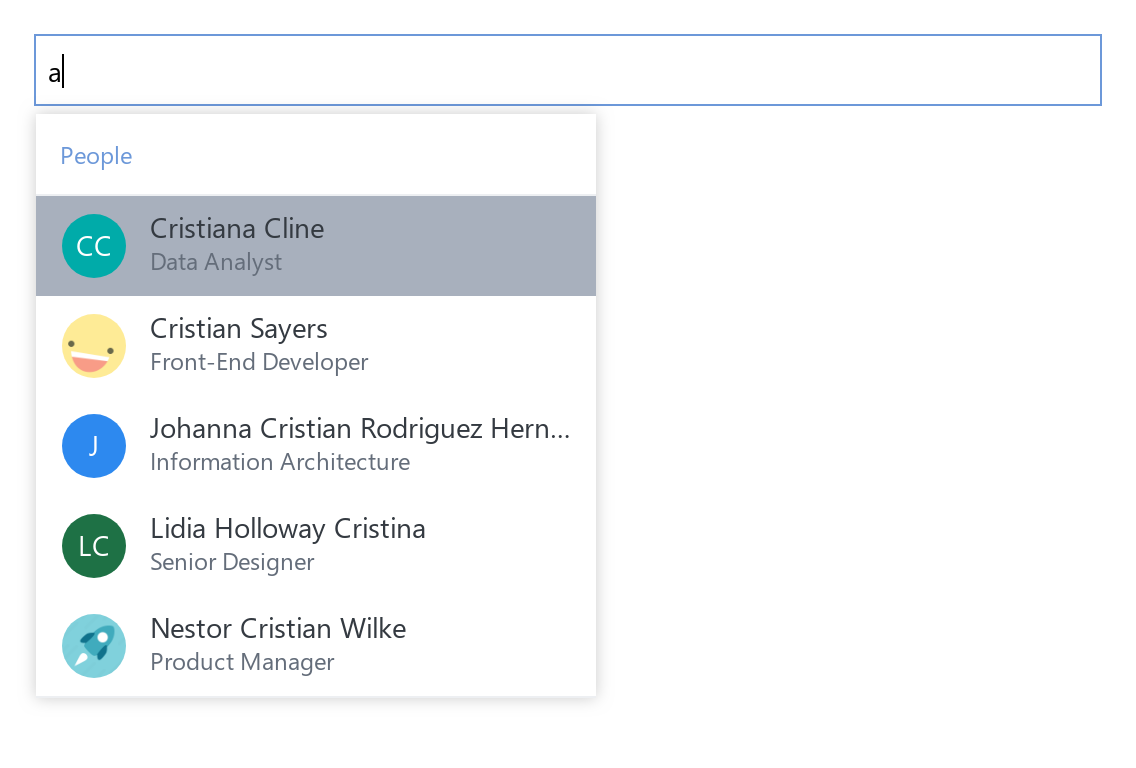 a
People
CC
Cristiana Cline
Data Analyst
Cristian Sayers
Front-End Developer
J
Johanna Cristian Rodriguez Hern...
Information Architecture
LC
Lidia Holloway Cristina
Senior Designer
Nestor Cristian Wilke
Product Manager